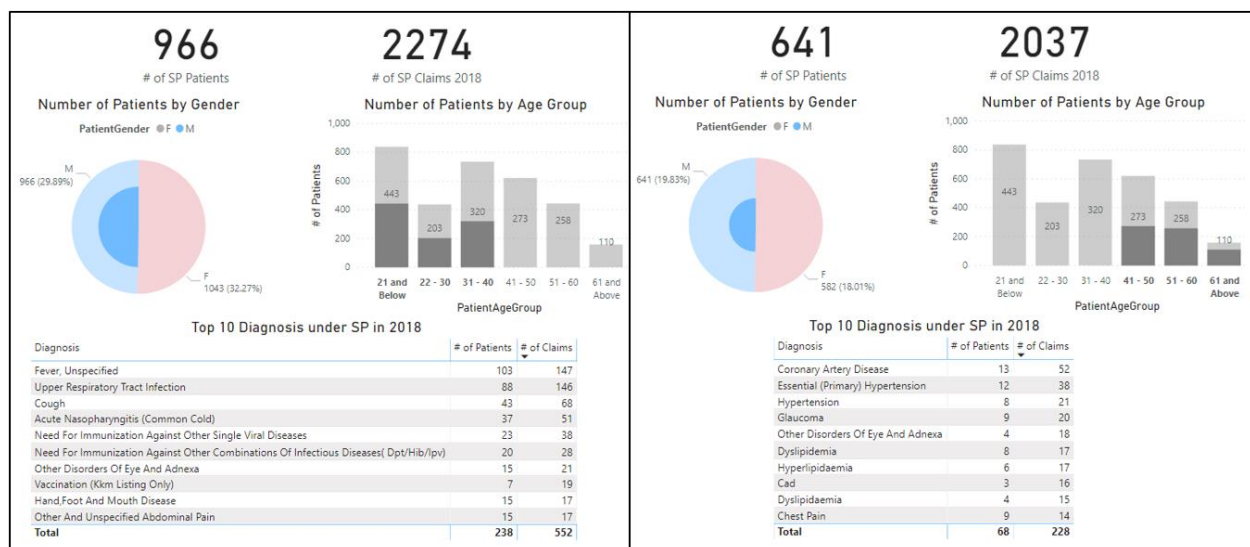 966
# of SP Patients
2274
# of SP Claims 2018
Number of Patients by Gender
PatientGender F M
M
966 (29.89%)
F
1043 (32.27%)
Number of Patients by Age Group
# of Patients
1,000
800
600
400
200
0
443
203
320
273
258
110
21 and Below
22 - 30
31 - 40
41 - 50
51 - 60
61 and Above
PatientAgeGroup
Top 10 Diagnosis under SP in 2018
Diagnosis # of Patients # of Claims
Fever, Unspecified 103 147
Upper Respiratory Tract Infection 88 146
Cough 43 68
Acute Nasopharyngitis (Common Cold) 37 51
Need For Immunization Against Other Single Viral Diseases 23 38
Need For Immunization Against Other Combinations Of Infectious Diseases( Dpt/Hib/Ipv) 20 28
Other Disorders Of Eye And Adnexa 15 21
Vaccination (Kkm Listing Only) 7 19
Hand,Foot And Mouth Disease 15 17
Other And Unspecified Abdominal Pain 15 17
Total 238 552
641
# of SP Patients
2037
# of SP Claims 2018
Number of Patients by Gender
PatientGender F M
M
641 (19.83%)
F
582 (18.01%)
Number of Patients by Age Group
# of Patients
1,000
800
600
400
200
0
443
203
320
273
258
110
21 and Below
22 - 30
31 - 40
41 - 50
51 - 60
61 and Above
PatientAgeGroup
Top 10 Diagnosis under SP in 2018
Diagnosis # of Patients # of Claims
Coronary Artery Disease 13 52
Essential (Primary) Hypertension 12 38
Hypertension 8 21
Glaucoma 9 20
Other Disorders Of Eye And Adnexa 4 18
Dyslipidemia 8 17
Hyperlipidaemia 6 17
Cad 3 16
Dyslipidaemia 4 15
Chest Pain 9 14
Total 68 228